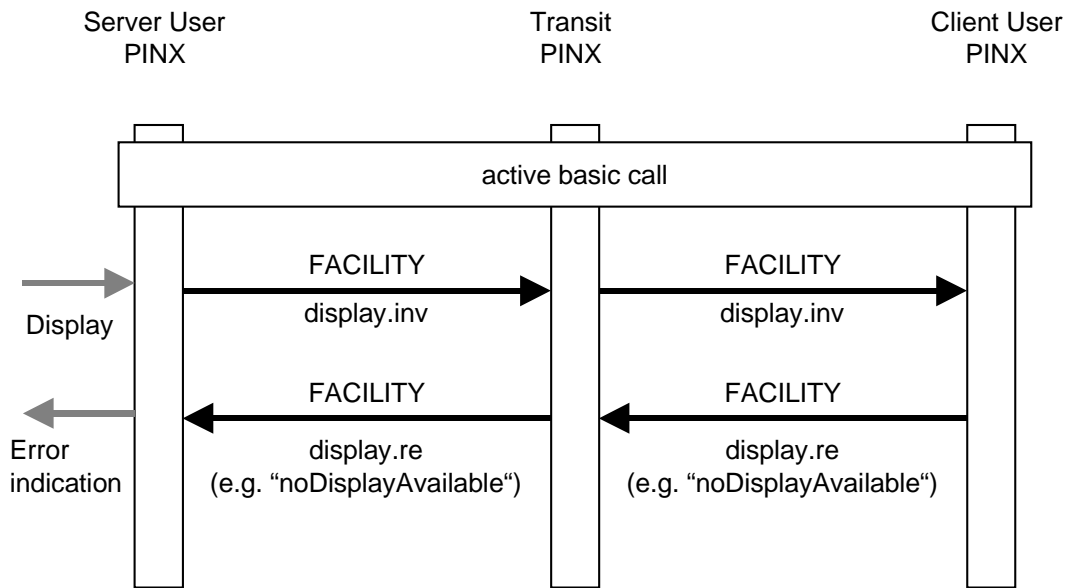 Server User
PINX
Transit
PINX
Client User
PINX
active basic call
FACILITY
FACILITY
display.inv
display.inv
Display
FACILITY
FACILITY
Error
indication
display.re
(e.g. “noDisplayAvailable“)
display.re
(e.g. “noDisplayAvailable“)